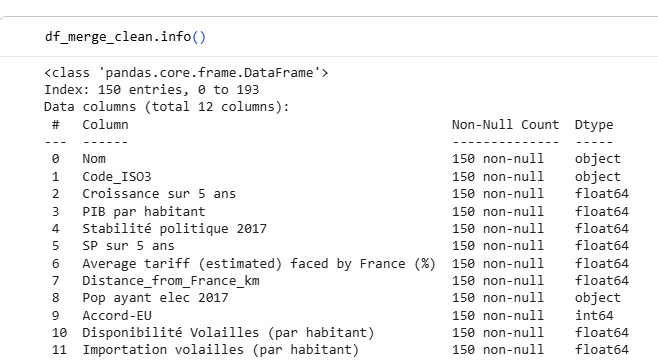 df_merge_clean.info()
<class 'pandas.core.frame.DataFrame'>
Index: 150 entries, 0 to 193
Data columns (total 12 columns):
 #   Column                                       Non-Null Count  Dtype
---  ------                                       --------------  -----
 0   Nom                                          150 non-null    object
 1   Code_ISO3                                    150 non-null    object
 2   Croissance sur 5 ans                         150 non-null    float64
 3   PIB par habitant                             150 non-null    float64
 4   Stabilité politique 2017                     150 non-null    float64
 5   SP sur 5 ans                                 150 non-null    float64
 6   Average tariff (estimated) faced by France (%)  150 non-null    float64
 7   Distance_from_France_km                      150 non-null    float64
 8   Pop ayant elec 2017                          150 non-null    object
 9   Accord-EU                                    150 non-null    int64
 10  Disponibilité Volailles (par habitant)       150 non-null    float64
 11  Importation volailles (par habitant)         150 non-null    float64